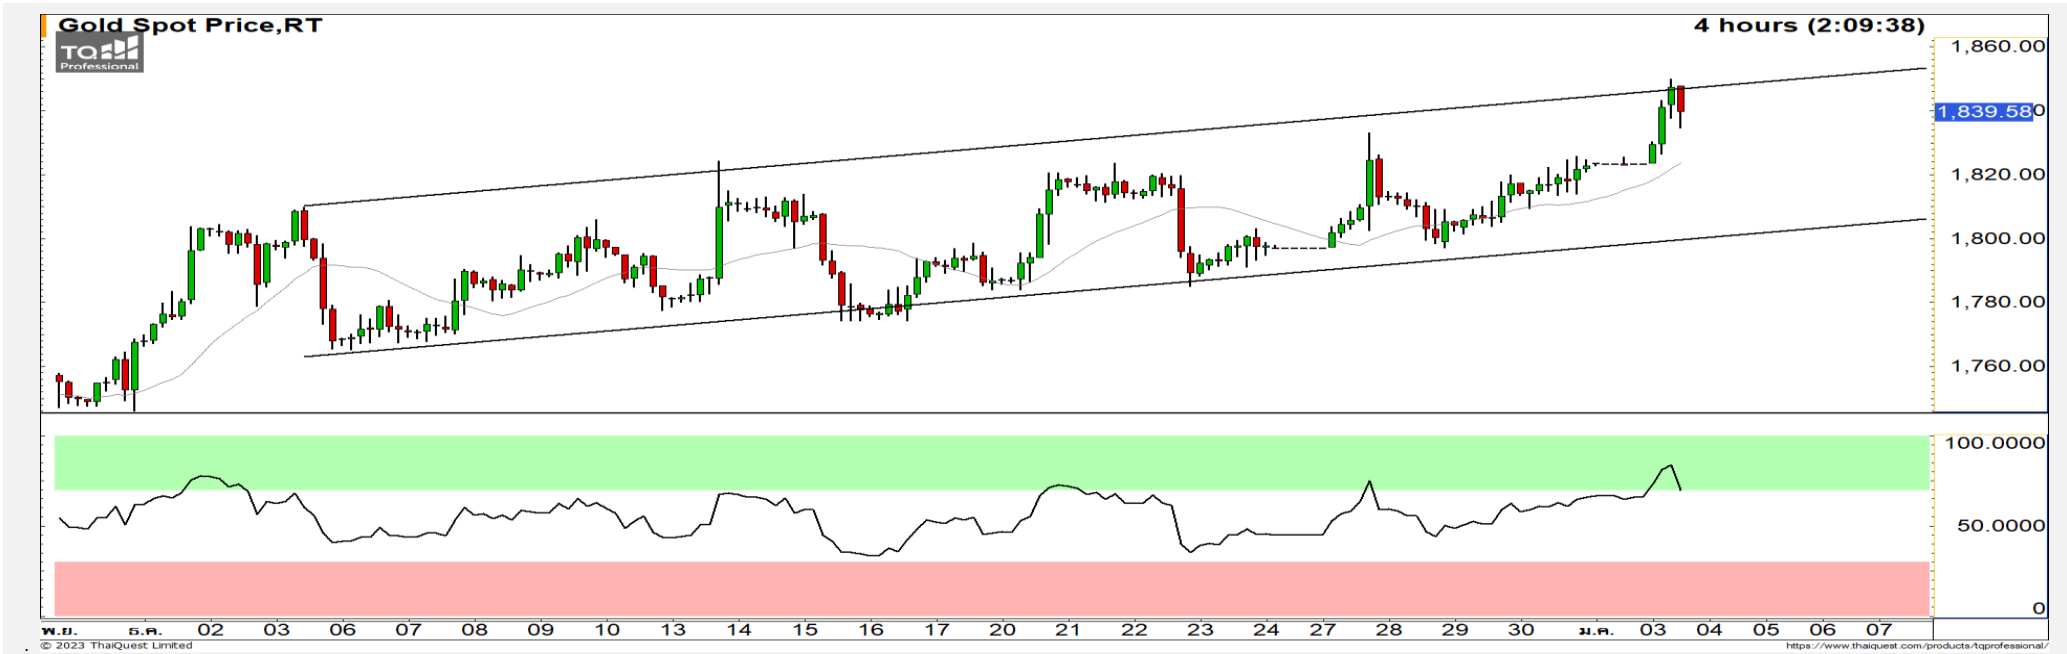 Gold Spot Price,RT
4 hours (2:09:38)
TQ
Professional
1,860.00
1,839.580
1,820.00
1,800.00
1,780.00
1,760.00
100.0000
50.0000
0
พ.ย. ธ.ค. 02 03 06 07 08 09 10 13 14 15 16 17 20 21 22 23 24 27 28 29 30 ม.ค. 03 04 05 06 07
© 2023 ThaiQuest Limited
https://www.thaiquest.com/products/tqprofessional/